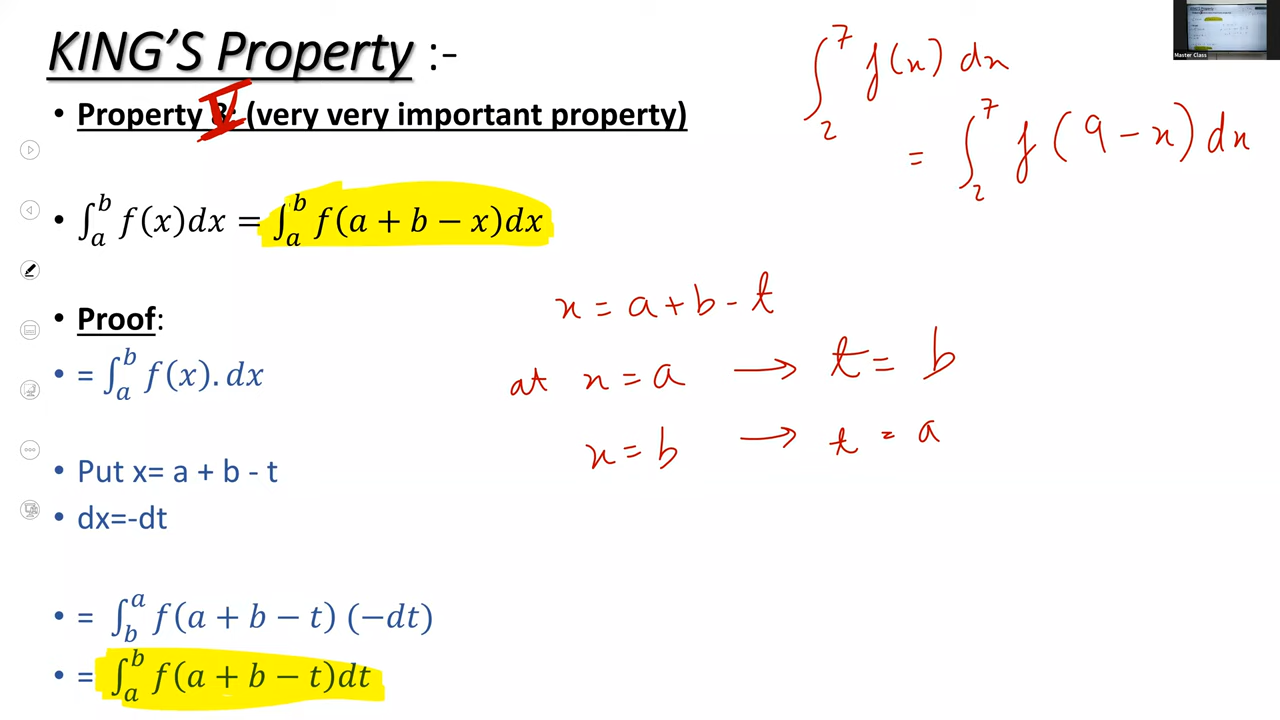 KING'S Property :-
∫₂⁷ f(x) dx
= ∫₂⁷ f(9 − x) dx
• Property V: (very very important property)
• ∫ₐᵇ f(x)dx = ∫ₐᵇ f(a + b − x)dx
x = a + b - t
• Proof:
• = ∫ₐᵇ f(x). dx
at x = a → t = b
x = b → t = a
• Put x= a + b - t
• dx=-dt
• = ∫_b^a f(a + b − t) (−dt)
• = ∫ₐᵇ f(a + b − t)dt
Master Class